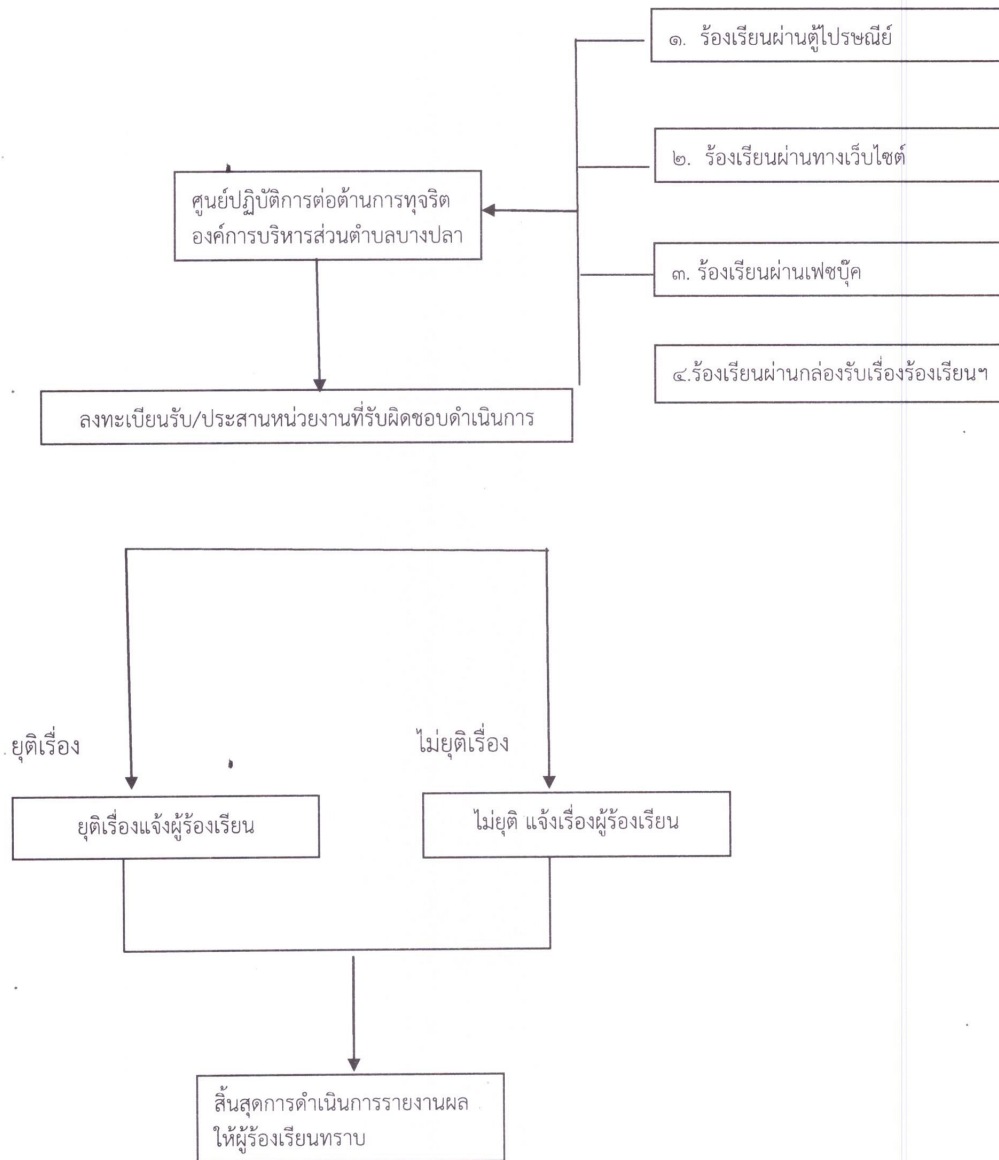 ๑. ร้องเรียนผ่านตู้ไปรษณีย์
๒. ร้องเรียนผ่านทางเว็บไซต์
ศูนย์ปฏิบัติการต่อต้านการทุจริต
องค์การบริหารส่วนตำบลบางปลา
๓. ร้องเรียนผ่านเฟซบุ๊ค
๔.ร้องเรียนผ่านกล่องรับเรื่องร้องเรียนฯ
ลงทะเบียนรับ/ประสานหน่วยงานที่รับผิดชอบดำเนินการ
ยุติเรื่อง
ไม่ยุติเรื่อง
ยุติเรื่องแจ้งผู้ร้องเรียน
ไม่ยุติ แจ้งเรื่องผู้ร้องเรียน
สิ้นสุดการดำเนินการรายงานผล
ให้ผู้ร้องเรียนทราบ